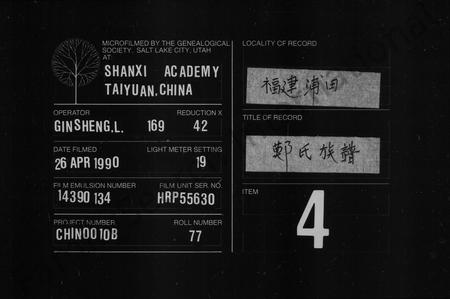 MICROFILMED BY THE GENEALOGICAL
SOCIETY, SALT LAKE CITY, UTAH
AT
SHANXI ACADEMY
TAIYUAN, CHINA
OPERATOR
REDUCTION X
GINSHENG.L. 169 42
DATE FILMED
LIGHT METER SETTING
26 APR 1990 19
FILM EMULSION NUMBER
FILM UNIT SER. NO.
14390 134 HRP55630
PROJECT NUMBER
ROLL NUMBER
CHIN0010B 77
LOCALITY OF RECORD
福建浦田
TITLE OF RECORD
鄭氏族譜
ITEM
4